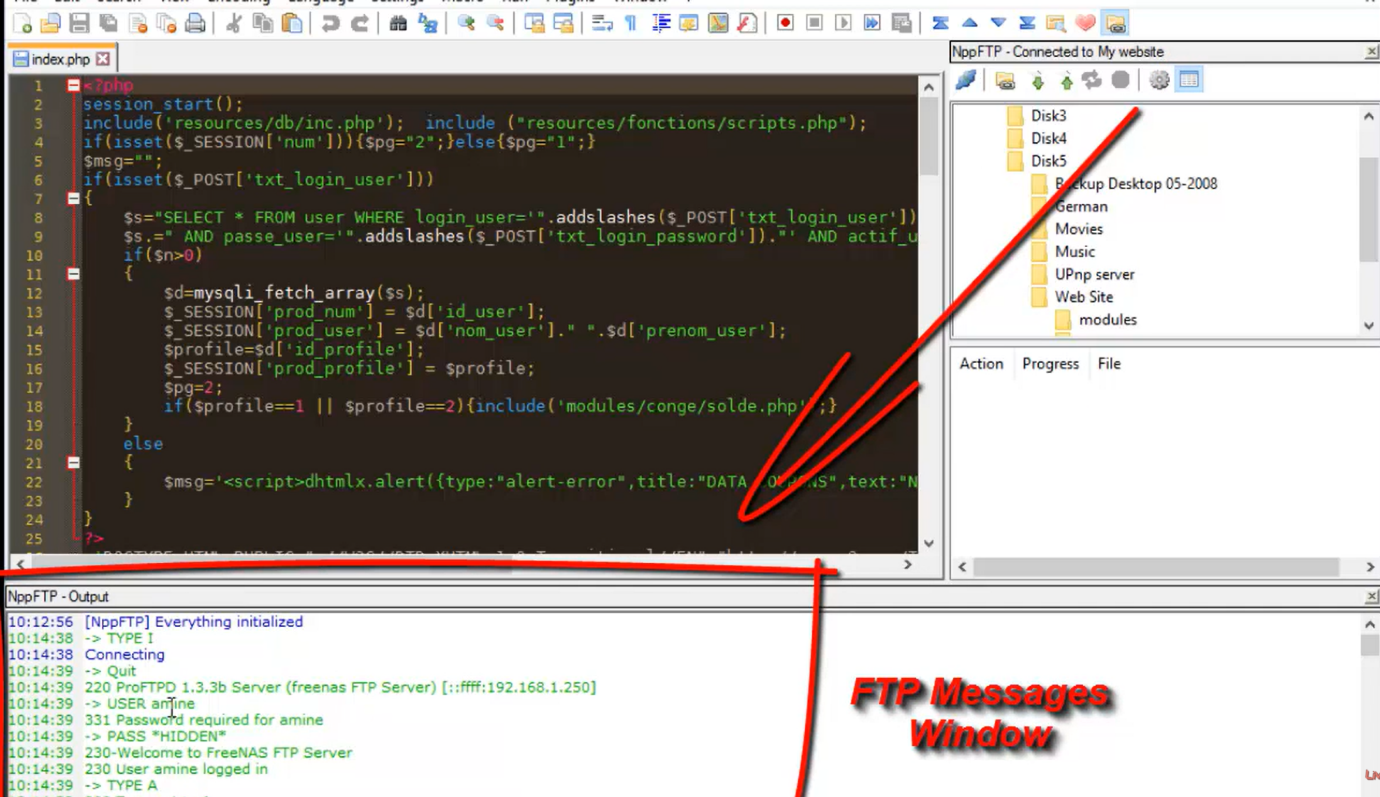 index.php
NppFTP - Connected to My website
1 <?php
2 session_start();
3 include('resources/db/inc.php'); include ("resources/fonctions/scripts.php");
4 if(isset($_SESSION['num'])){$pg="2";}else{$pg="1";}
5 $msg="";
6 if(isset($_POST['txt_login_user']))
7 {
8 $s="SELECT * FROM user WHERE login_user='".addslashes($_POST['txt_login_user'])
9 $s.=" AND passe_user='".addslashes($_POST['txt_login_password'])."' AND actif_u
10 if($n>0)
11 {
12 $d=mysqli_fetch_array($s);
13 $_SESSION['prod_num'] = $d['id_user'];
14 $_SESSION['prod_user'] = $d['nom_user']." ".$d['prenom_user'];
15 $profile=$d['id_profile'];
16 $_SESSION['prod_profile'] = $profile;
17 $pg=2;
18 if($profile==1 || $profile==2){include('modules/conge/solde.php');}
19 }
20 else
21 {
22 $msg='<script>dhtmlx.alert({type:"alert-error",title:"DATA
23 }
24 }
25 ?>
Disk3
Disk4
Disk5
Backup Desktop 05-2008
German
Movies
Music
UPnp server
Web Site
modules
Action Progress File
NppFTP - Output
10:12:56 [NppFTP] Everything initialized
10:14:38 -> TYPE I
10:14:38 Connecting
10:14:39 -> Quit
10:14:39 220 ProFTPD 1.3.3b Server (freenas FTP Server) [::ffff:192.168.1.250]
10:14:39 -> USER amine
10:14:39 331 Password required for amine
10:14:39 -> PASS *HIDDEN*
10:14:39 230-Welcome to FreeNAS FTP Server
10:14:39 230 User amine logged in
10:14:39 -> TYPE A
FTP Messages
Window